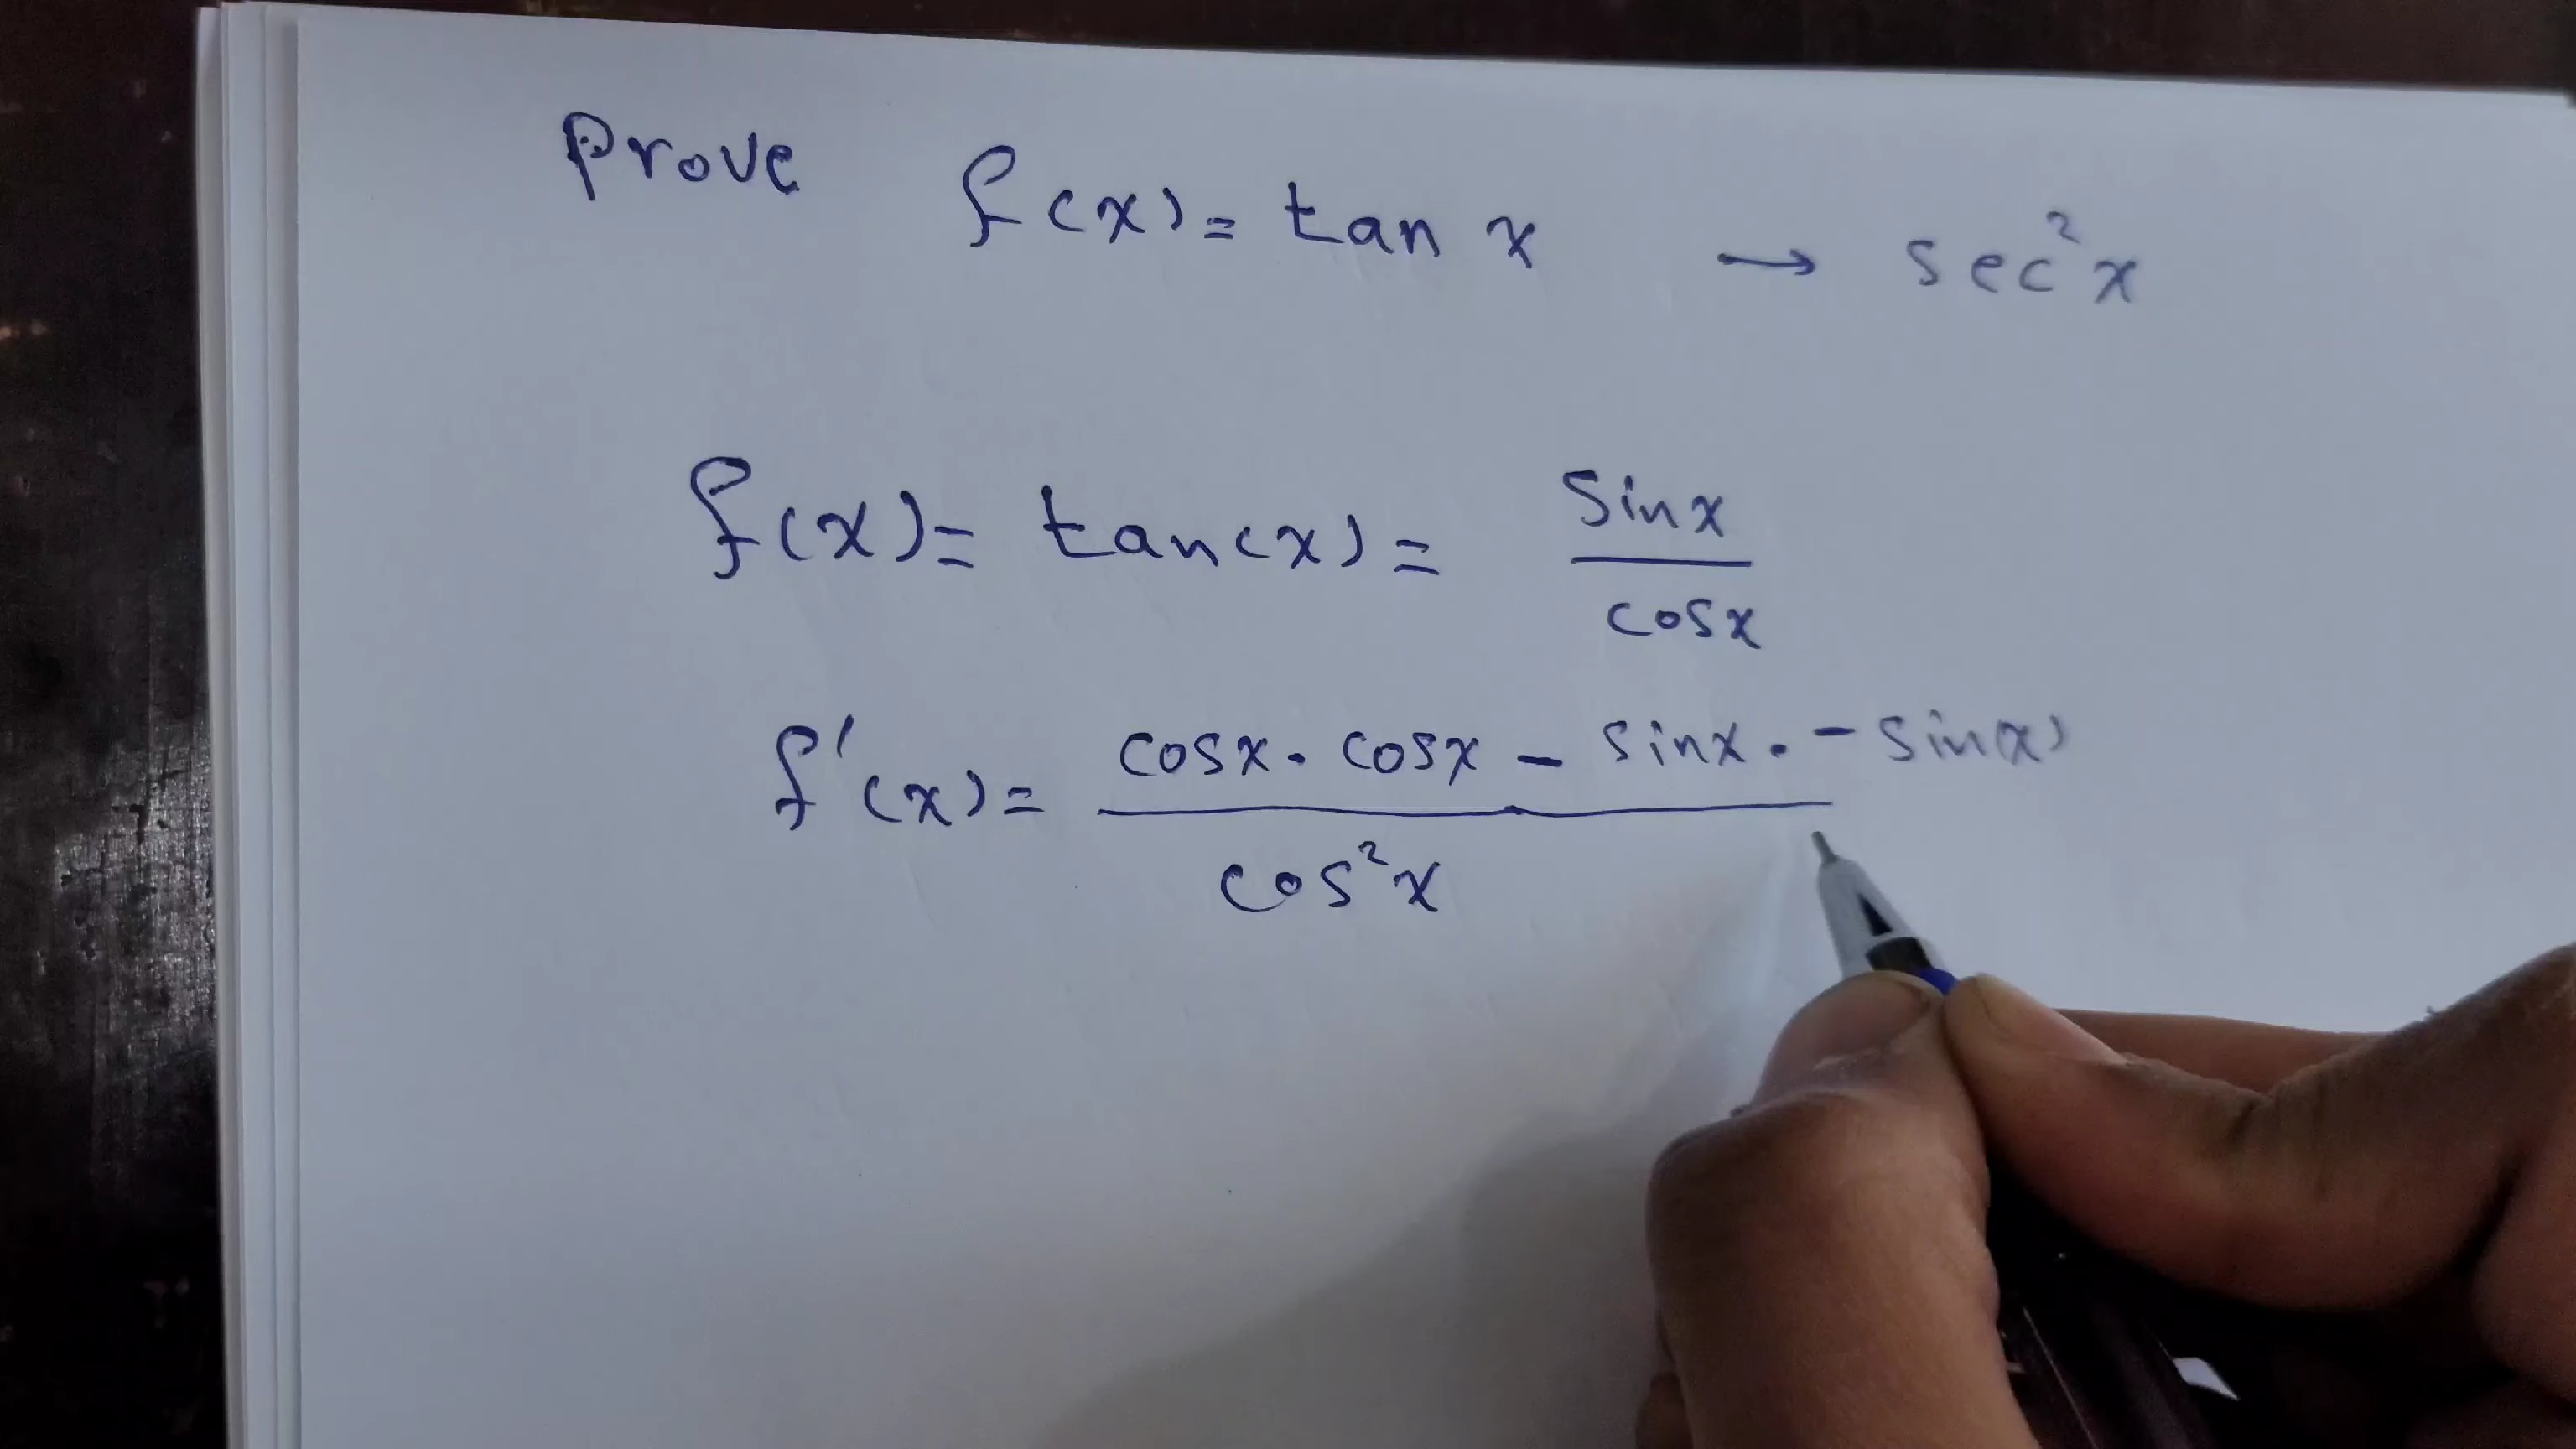 Prove f(x) = tan x → sec²x
f(x) = tan(x) = sinx / cosx
f'(x) = cosx . cosx - sinx . - sin(x) / cos²x